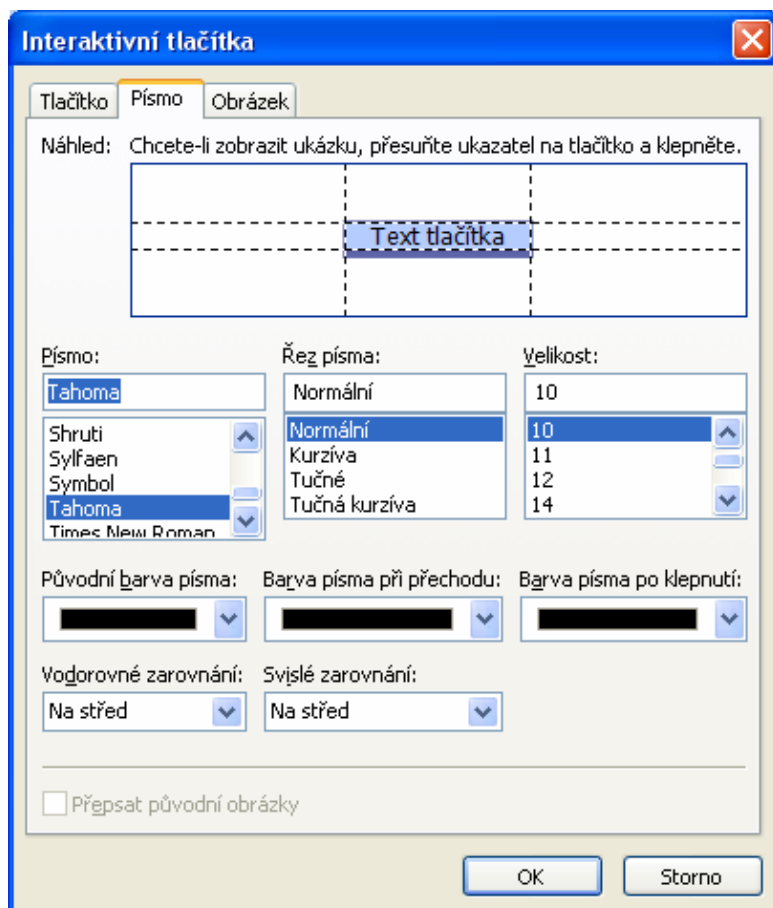 Interaktivní tlačítka
Tlačítko Písmo Obrázek
Náhled: Chcete-li zobrazit ukázku, přesuňte ukazatel na tlačítko a klepněte.
Text tlačítka
Písmo: Řez písma: Velikost:
Tahoma Normální 10
Shruti Normální 10
Sylfaen Kurzíva 11
Symbol Tučné 12
Tahoma Tučná kurzíva 14
Times New Roman
Původní barva písma: Barva písma při přechodu: Barva písma po klepnutí:
Vodorovné zarovnání: Svislé zarovnání:
Na střed Na střed
Přepsat původní obrázky
OK Storno